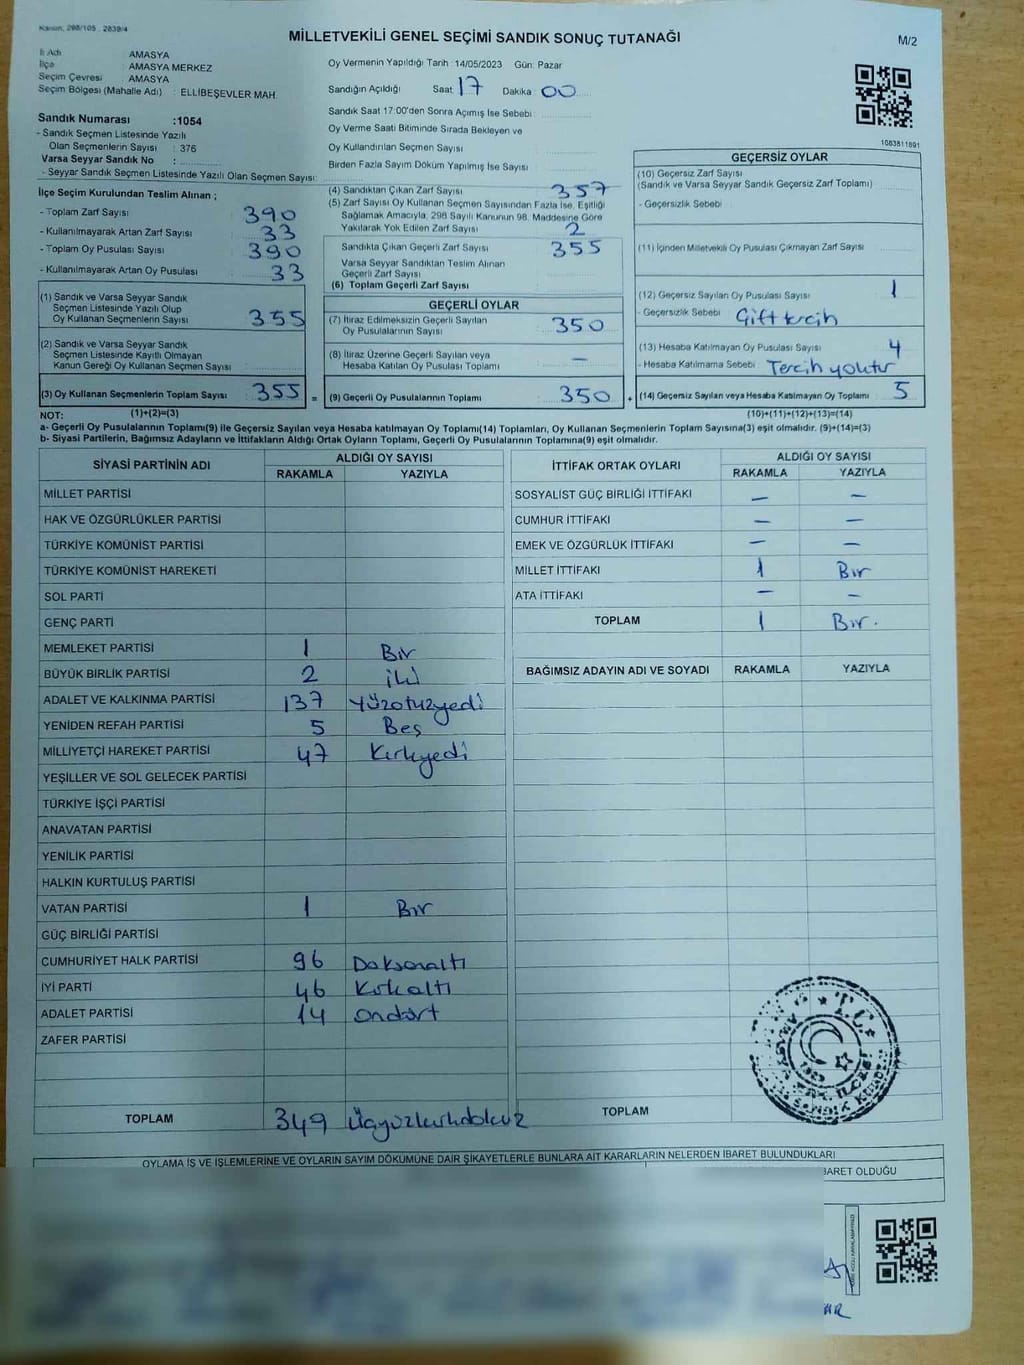 Kanun, 298/105 . 2839/4
MİLLETVEKİLİ GENEL SEÇİMİ SANDIK SONUÇ TUTANAĞI
M/2
İl Adı : AMASYA
İlçe : AMASYA MERKEZ
Seçim Çevresi : AMASYA
Seçim Bölgesi (Mahalle Adı) : ELLİBEŞEVLER MAH.
Sandık Numarası :1054
- Sandık Seçmen Listesinde Yazılı
Olan Seçmenlerin Sayısı : 376
Varsa Seyyar Sandık No :
- Seyyar Sandık Seçmen Listesinde Yazılı Olan Seçmen Sayısı:
Oy Vermenin Yapıldığı Tarih : 14/05/2023 Gün: Pazar
Sandığın Açıldığı Saat 17 Dakika 00
Sandık Saat 17:00'den Sonra Açımış İse Sebebi :
Oy Verme Saati Bitiminde Sırada Bekleyen ve
Oy Kullandırılan Seçmen Sayısı :
Birden Fazla Sayım Döküm Yapılmış İse Sayısı :
1083811891
İlçe Seçim Kurulundan Teslim Alınan ;
- Toplam Zarf Sayısı 390
- Kullanılmayarak Artan Zarf Sayısı 33
- Toplam Oy Pusulası Sayısı 390
- Kullanılmayarak Artan Oy Pusulası 33
(1) Sandık ve Varsa Seyyar Sandık
Seçmen Listesinde Yazılı Olup
Oy Kullanan Seçmenlerin Sayısı 355
(2) Sandık ve Varsa Seyyar Sandık
Seçmen Listesinde Kayıtlı Olmayan
Kanun Gereği Oy Kullanan Seçmen Sayısı
(3) Oy Kullanan Seçmenlerin Toplam Sayısı 355 =
(4) Sandıktan Çıkan Zarf Sayısı 357
(5) Zarf Sayısı Oy Kullanan Seçmen Sayısından Fazla İse, Eşitliği
Sağlamak Amacıyla, 298 Sayılı Kanunun 98. Maddesine Göre
Yakılarak Yok Edilen Zarf Sayısı 2
Sandıkta Çıkan Geçerli Zarf Sayısı 355
Varsa Seyyar Sandıktan Teslim Alınan
Geçerli Zarf Sayısı
(6) Toplam Geçerli Zarf Sayısı
GEÇERLİ OYLAR
(7) İtiraz Edilmeksizin Geçerli Sayılan
Oy Pusulalarının Sayısı 350
(8) İtiraz Üzerine Geçerli Sayılan veya
Hesaba Katılan Oy Pusulası Toplamı —
(9) Geçerli Oy Pusulalarının Toplamı 350 +
GEÇERSİZ OYLAR
(10) Geçersiz Zarf Sayısı
(Sandık ve Varsa Seyyar Sandık Geçersiz Zarf Toplamı)
- Geçersizlik Sebebi
(11) İçinden Milletvekili Oy Pusulası Çıkmayan Zarf Sayısı
(12) Geçersiz Sayılan Oy Pusulası Sayısı 1
- Geçersizlik Sebebi Çift tercih
(13) Hesaba Katılmayan Oy Pusulası Sayısı 4
- Hesaba Katılmama Sebebi Tercih yoktur
(14) Geçersiz Sayılan veya Hesaba Katılmayan Oy Toplamı 5
NOT: (1)+(2)=(3) (10)+(11)+(12)+(13)=(14)
a- Geçerli Oy Pusulalarının Toplamı(9) ile Geçersiz Sayılan veya Hesaba katılmayan Oy Toplamı(14) Toplamları, Oy Kullanan Seçmenlerin Toplam Sayısına(3) eşit olmalıdır. (9)+(14)=(3)
b- Siyasi Partilerin, Bağımsız Adayların ve İttifakların Aldığı Ortak Oyların Toplamı, Geçerli Oy Pusulalarının Toplamına(9) eşit olmalıdır.
SİYASİ PARTİNİN ADI ALDIĞI OY SAYISI
RAKAMLA YAZIYLA
MİLLET PARTİSİ
HAK VE ÖZGÜRLÜKLER PARTİSİ
TÜRKİYE KOMÜNİST PARTİSİ
TÜRKİYE KOMÜNİST HAREKETİ
SOL PARTİ
GENÇ PARTİ
MEMLEKET PARTİSİ 1 Bir
BÜYÜK BİRLİK PARTİSİ 2 iki
ADALET VE KALKINMA PARTİSİ 137 Yüzotuzyedi
YENİDEN REFAH PARTİSİ 5 Beş
MİLLİYETÇİ HAREKET PARTİSİ 47 Kırkyedi
YEŞİLLER VE SOL GELECEK PARTİSİ
TÜRKİYE İŞÇİ PARTİSİ
ANAVATAN PARTİSİ
YENİLİK PARTİSİ
HALKIN KURTULUŞ PARTİSİ
VATAN PARTİSİ 1 Bir
GÜÇ BİRLİĞİ PARTİSİ
CUMHURİYET HALK PARTİSİ 96 Doksanaltı
İYİ PARTİ 46 Kırkaltı
ADALET PARTİSİ 14 Ondört
ZAFER PARTİSİ
TOPLAM 349 Üçyüzkırkdokuz
İTTİFAK ORTAK OYLARI ALDIĞI OY SAYISI
RAKAMLA YAZIYLA
SOSYALİST GÜÇ BİRLİĞİ İTTİFAKI — —
CUMHUR İTTİFAKI — —
EMEK VE ÖZGÜRLÜK İTTİFAKI — —
MİLLET İTTİFAKI 1 Bir
ATA İTTİFAKI — —
TOPLAM 1 Bir.
BAĞIMSIZ ADAYIN ADI VE SOYADI RAKAMLA YAZIYLA
T.C.
TOPLAM
OYLAMA İŞ VE İŞLEMLERİNE VE OYLARIN SAYIM DÖKÜMÜNE DAİR ŞİKAYETLERLE BUNLARA AİT KARARLARIN NELERDEN İBARET BULUNDUKLARI
BARET OLDUĞU